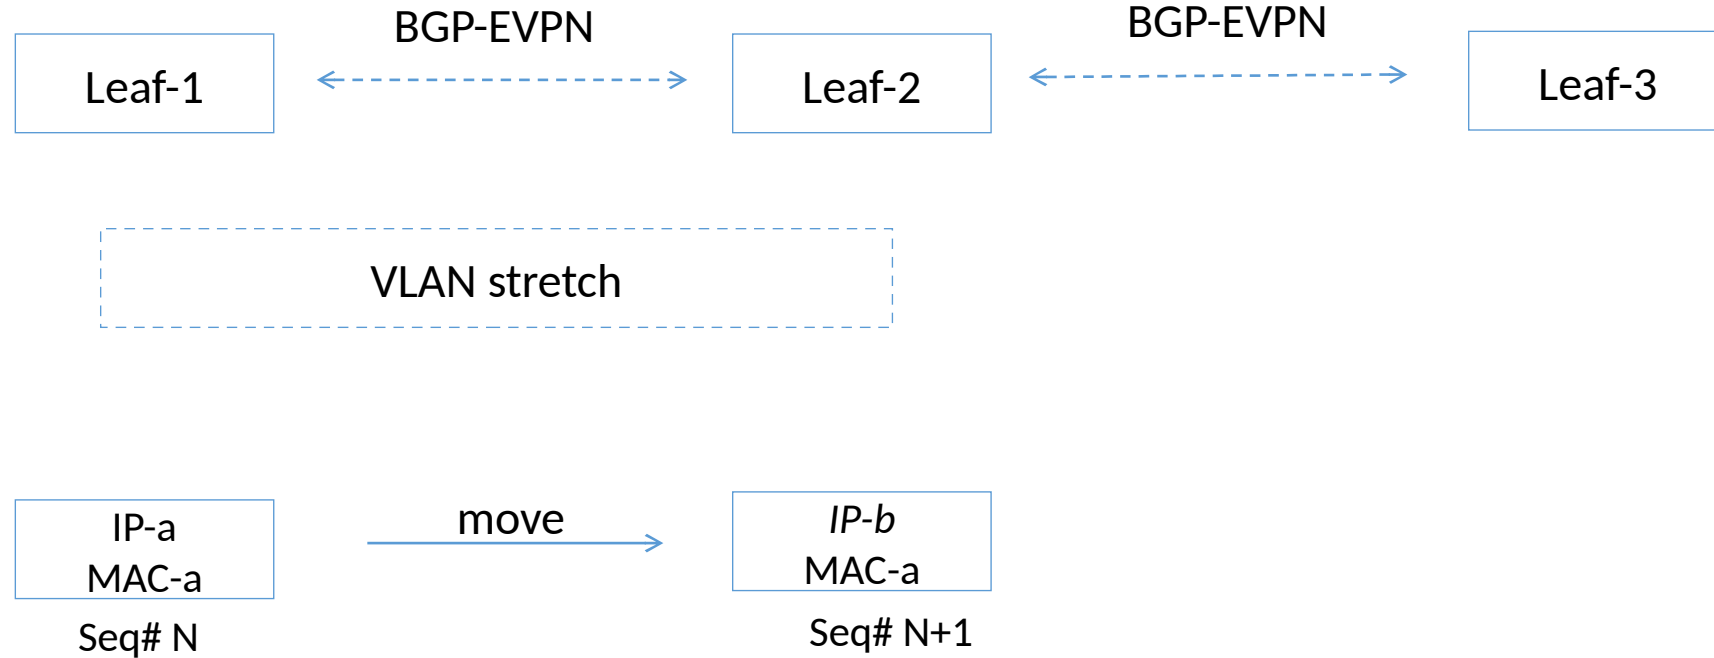 BGP-EVPN
BGP-EVPN
Leaf-1
Leaf-2
Leaf-3
VLAN stretch
IP-a
MAC-a
move
IP-b
MAC-a
Seq# N
Seq# N+1